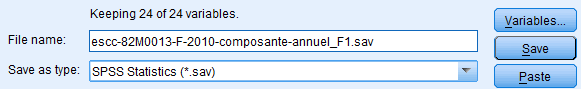 Keeping 24 of 24 variables.
Variables...
File name: escc-82M0013-F-2010-composante-annuel_F1.sav
Save
Save as type: SPSS Statistics (*.sav)
Paste